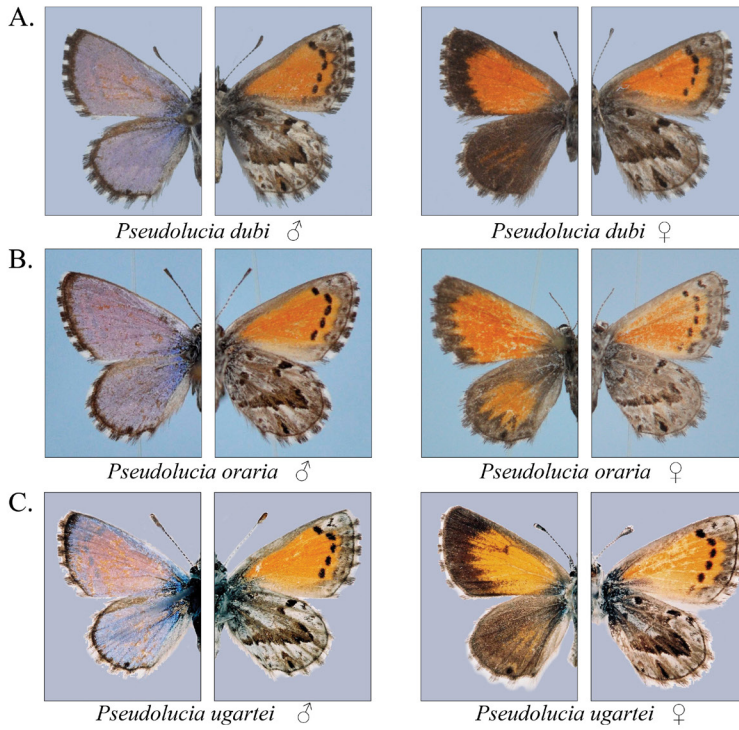 A.
Pseudolucia dubi ♂ Pseudolucia dubi ♀
B.
Pseudolucia oraria ♂ Pseudolucia oraria ♀
C.
Pseudolucia ugartei ♂ Pseudolucia ugartei ♀